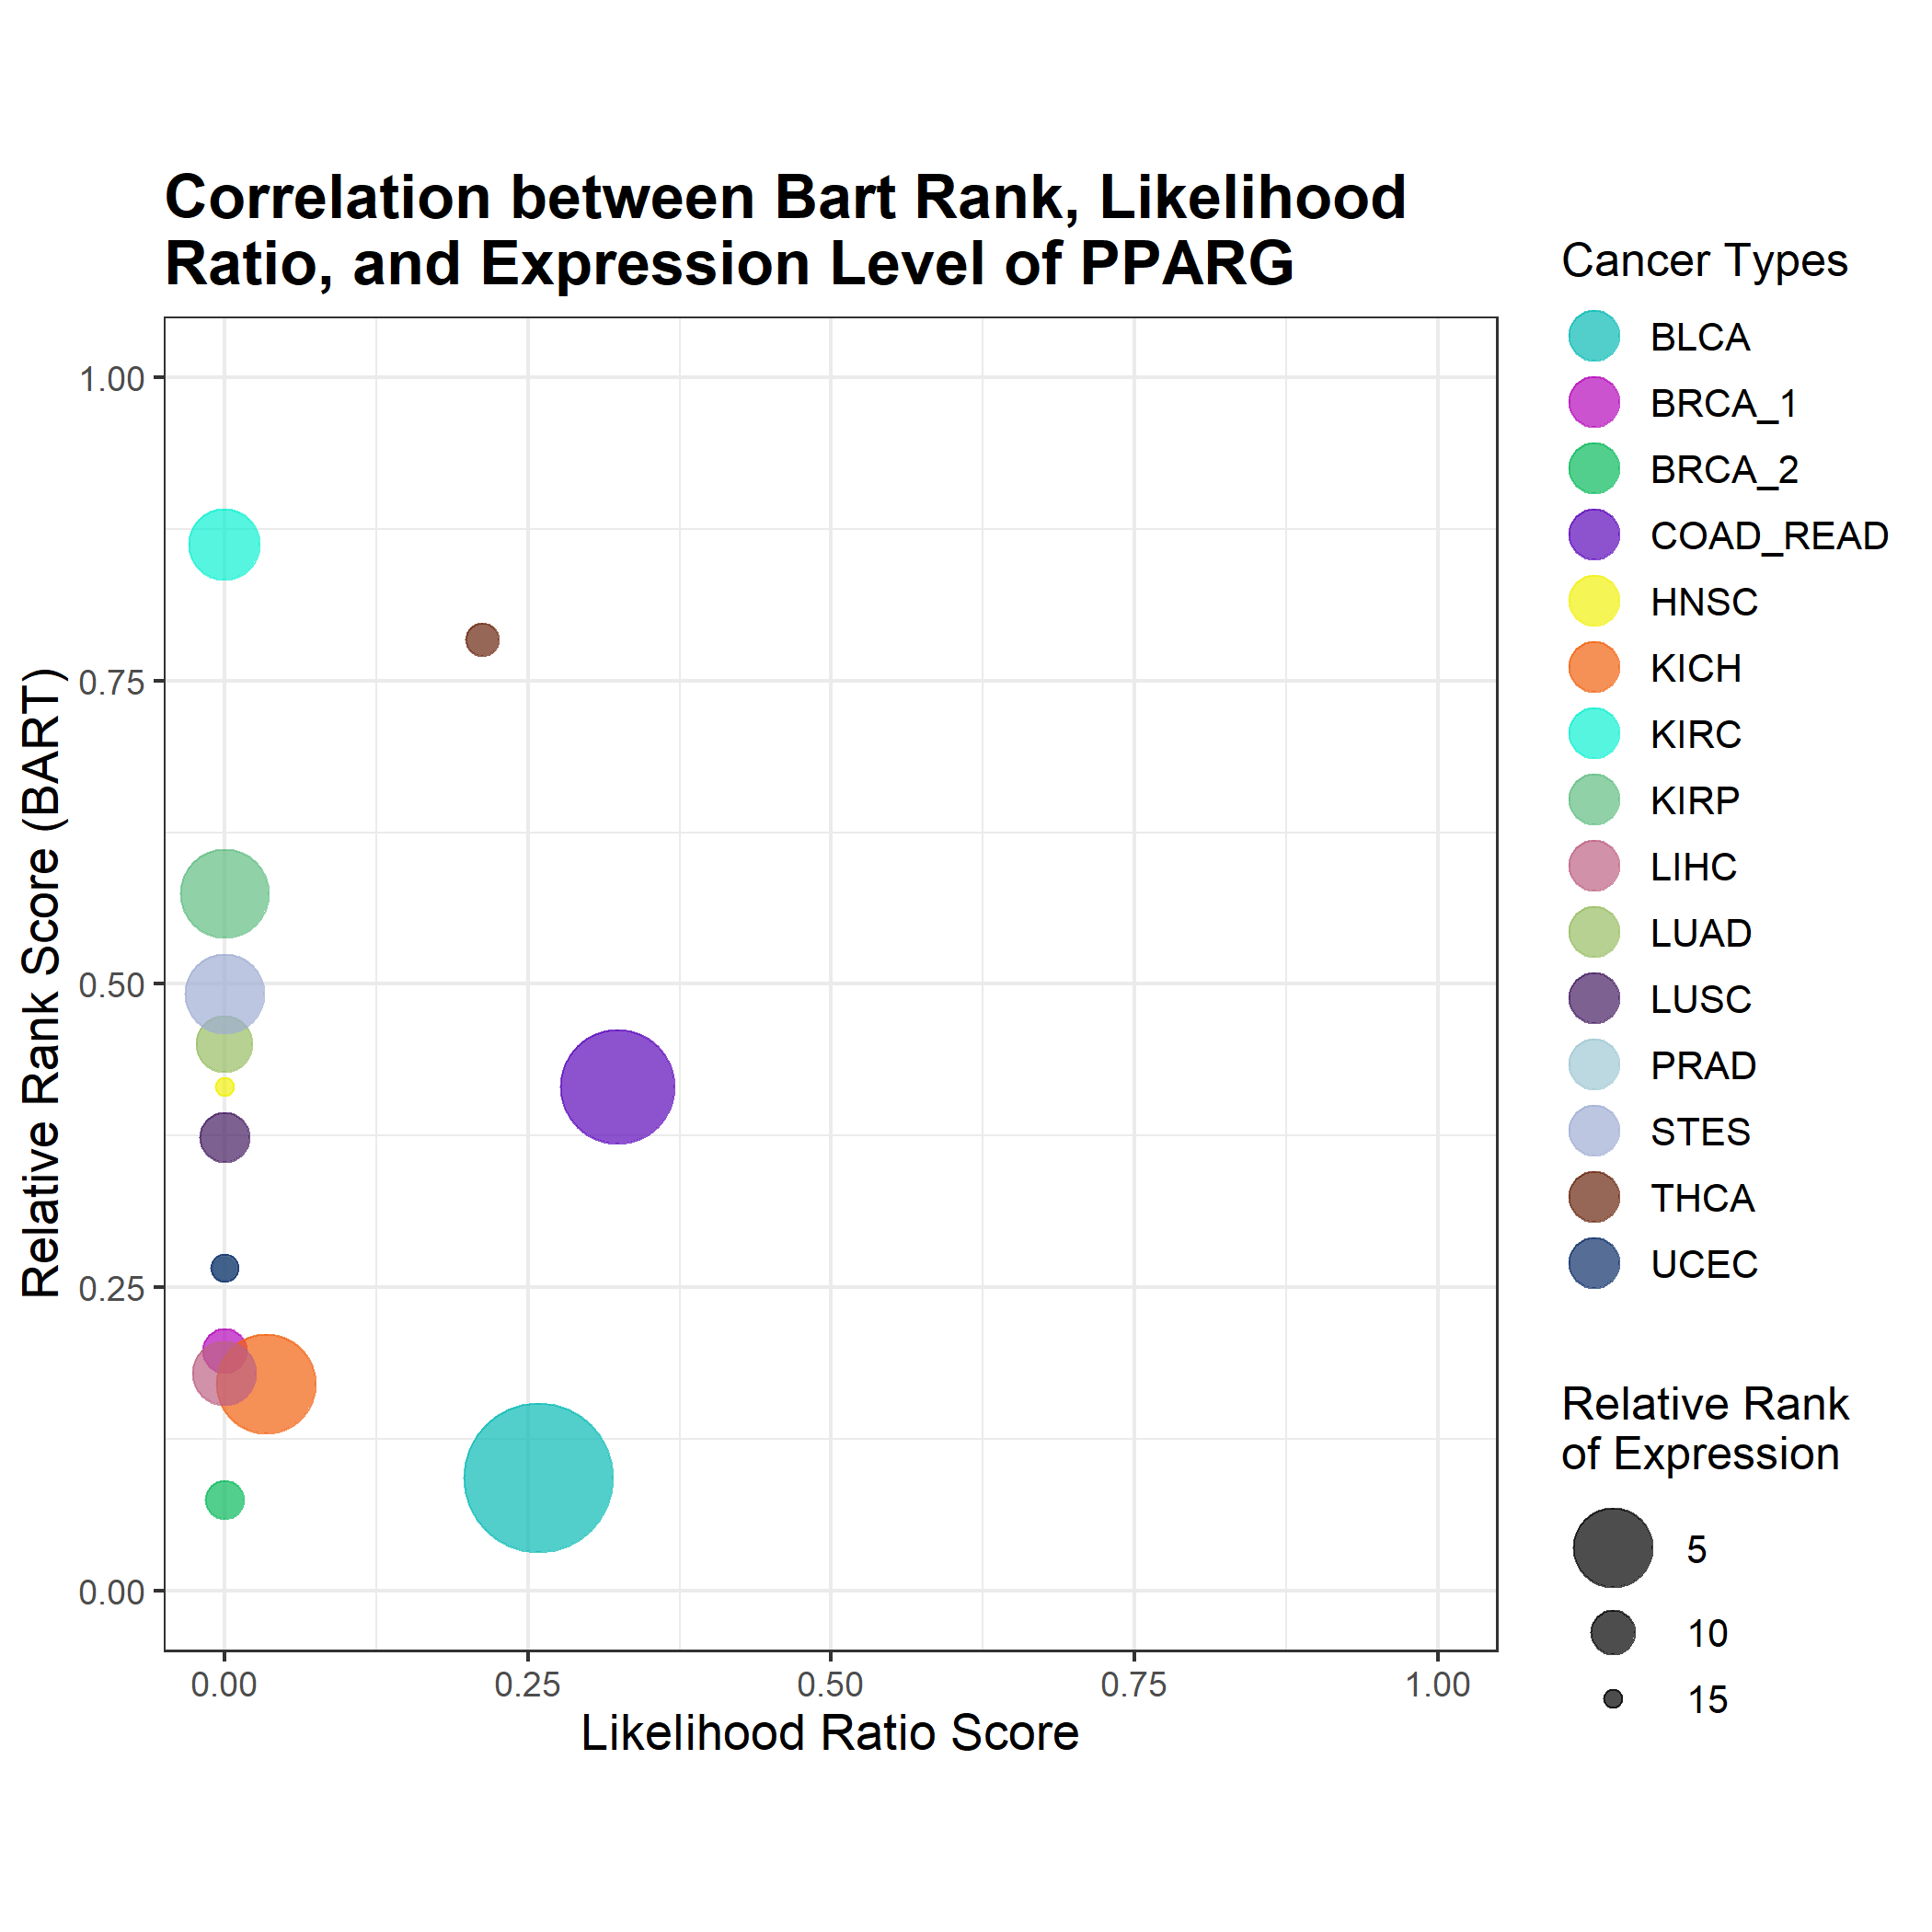 Correlation between Bart Rank, Likelihood
Ratio, and Expression Level of PPARG
Relative Rank Score (BART)
1.00
0.75
0.50
0.25
0.00
0.00 0.25 0.50 0.75 1.00
Likelihood Ratio Score
Cancer Types
BLCA
BRCA_1
BRCA_2
COAD_READ
HNSC
KICH
KIRC
KIRP
LIHC
LUAD
LUSC
PRAD
STES
THCA
UCEC
Relative Rank
of Expression
5
10
15